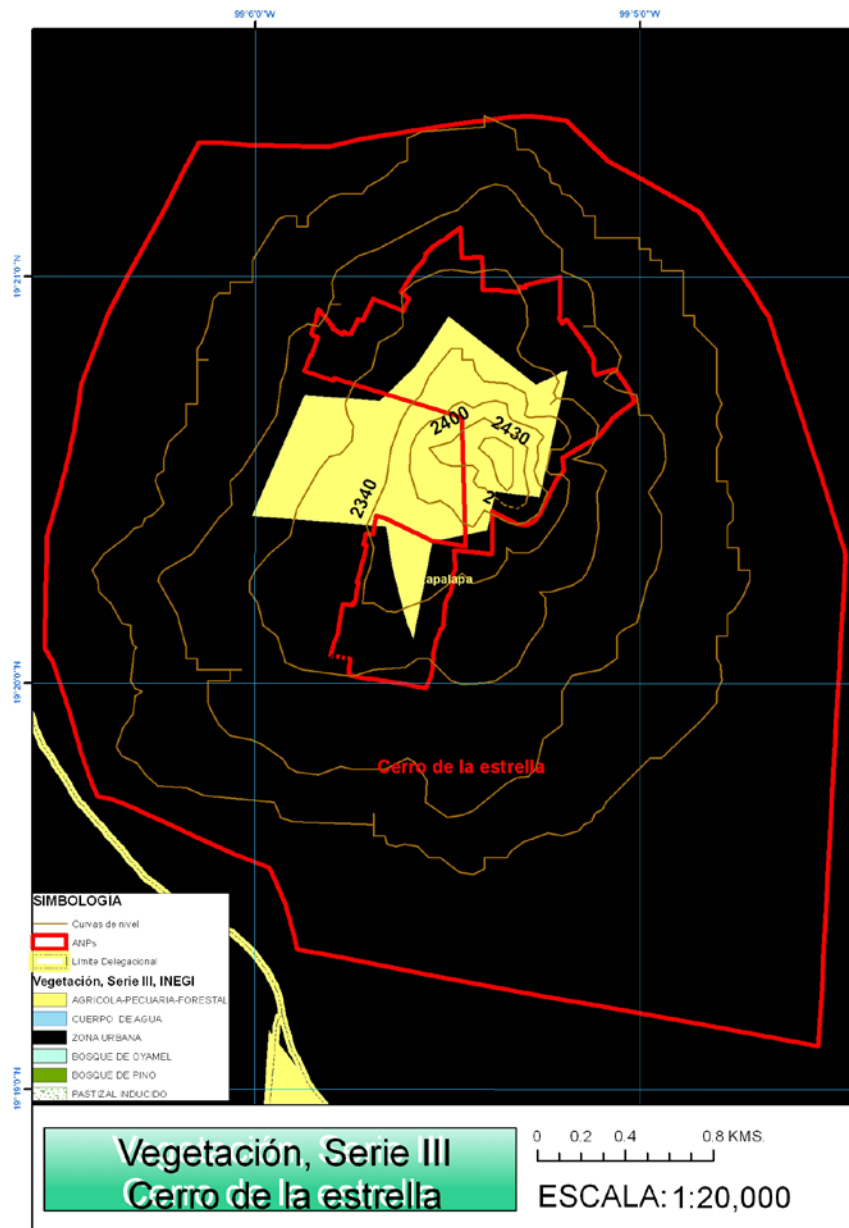 99°6'0"W
99°5'0"W
19°21'0"N
2400
2430
2340
2
apalapa
19°20'0"N
Cerro de la estrella
SIMBOLOGIA
Curvas de nivel
ANPs
Límite Delegacional
Vegetación, Serie III, INEGI
AGRICOLA-PECUARIA-FORESTAL
CUERPO DE AGUA
ZONA URBANA
BOSQUE DE OYAMEL
BOSQUE DE PINO
PASTIZAL INDUCIDO
19°19'0"N
Vegetación, Serie III
Cerro de la estrella
0 0.2 0.4 0.8 KMS.
ESCALA: 1:20,000